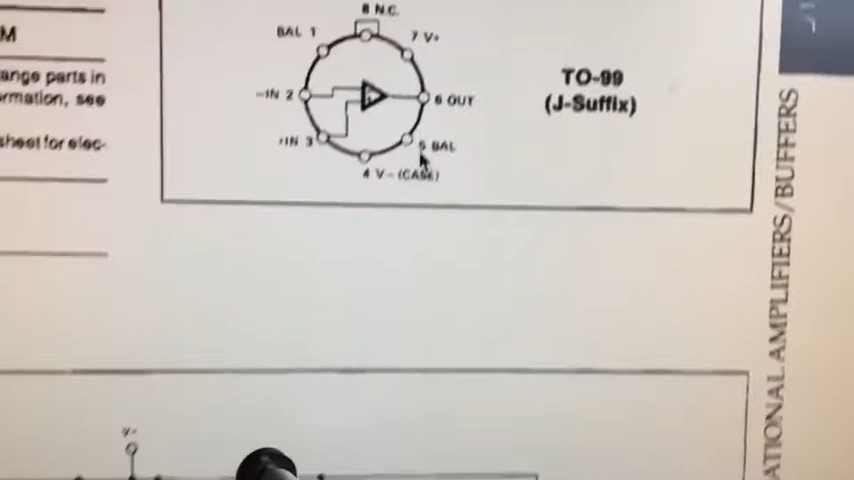 8 N.C.
BAL 1
7 V+
M
ange parts in
ormation, see
sheet for elec-
-IN 2
6 OUT
+IN 3
5 BAL
4 V- (CASE)
TO-99
(J-Suffix)
ATIONAL AMPLIFIERS/BUFFERS